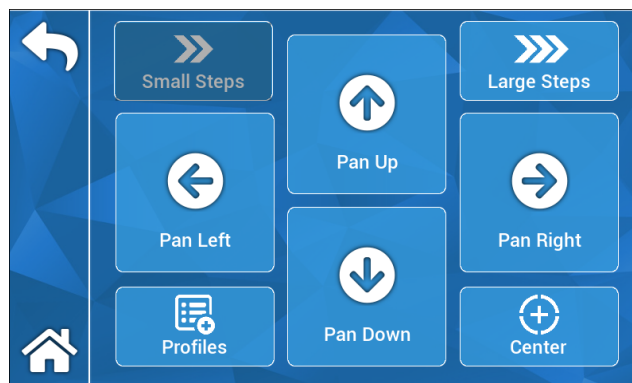 Small Steps
Large Steps
Pan Up
Pan Left
Pan Right
Pan Down
Profiles
Center